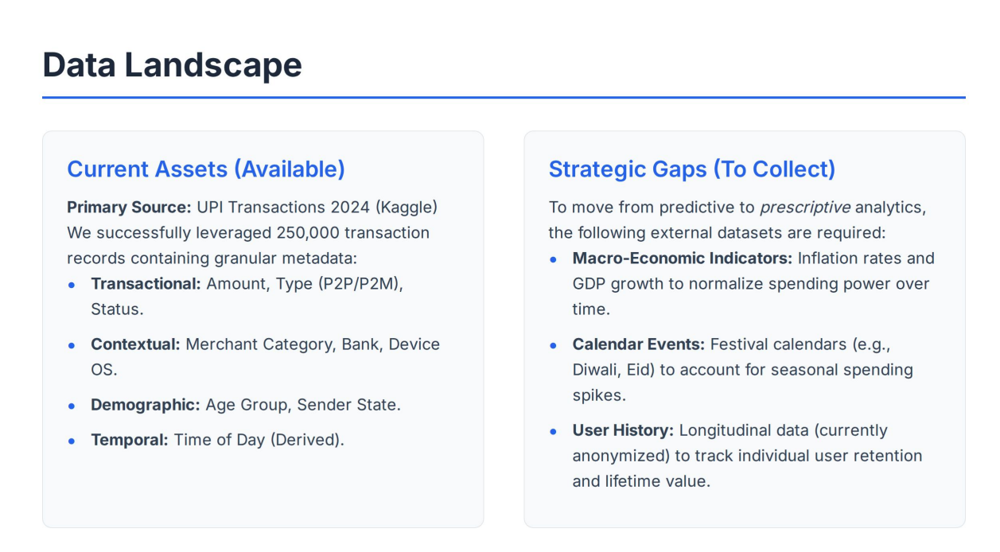 Data Landscape
Current Assets (Available)
Primary Source: UPI Transactions 2024 (Kaggle)
We successfully leveraged 250,000 transaction
records containing granular metadata:
• Transactional: Amount, Type (P2P/P2M),
Status.
• Contextual: Merchant Category, Bank, Device
OS.
• Demographic: Age Group, Sender State.
• Temporal: Time of Day (Derived).
Strategic Gaps (To Collect)
To move from predictive to prescriptive analytics,
the following external datasets are required:
• Macro-Economic Indicators: Inflation rates and
GDP growth to normalize spending power over
time.
• Calendar Events: Festival calendars (e.g.,
Diwali, Eid) to account for seasonal spending
spikes.
• User History: Longitudinal data (currently
anonymized) to track individual user retention
and lifetime value.